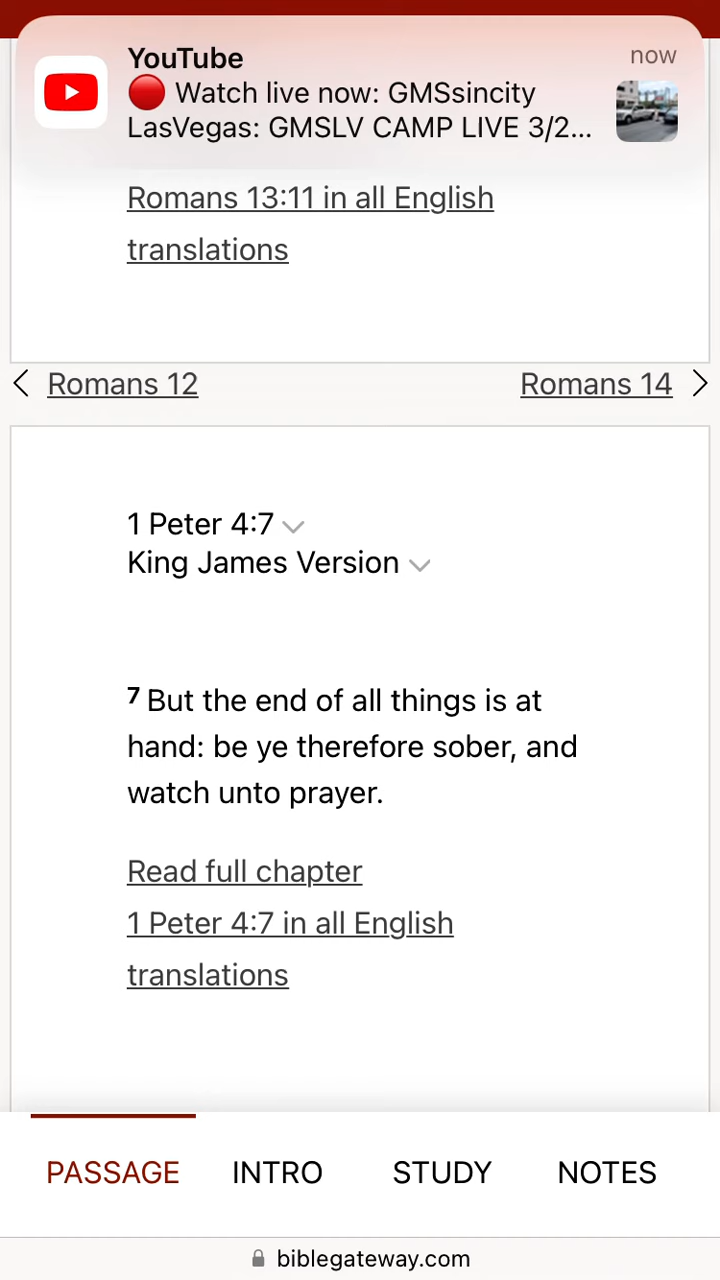 YouTube
now
🔴 Watch live now: GMSsincity
LasVegas: GMSLV CAMP LIVE 3/2...
Romans 13:11 in all English
translations
Romans 12
Romans 14
1 Peter 4:7
King James Version
7 But the end of all things is at
hand: be ye therefore sober, and
watch unto prayer.
Read full chapter
1 Peter 4:7 in all English
translations
PASSAGE
INTRO
STUDY
NOTES
biblegateway.com